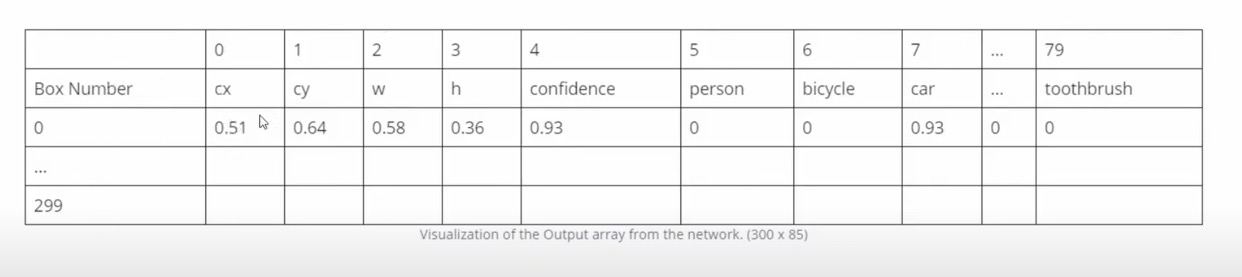 0 1 2 3 4 5 6 7 ... 79
Box Number cx cy w h confidence person bicycle car ... toothbrush
0 0.51 0.64 0.58 0.36 0.93 0 0 0.93 0 0
...
299
Visualization of the Output array from the network. (300 x 85)